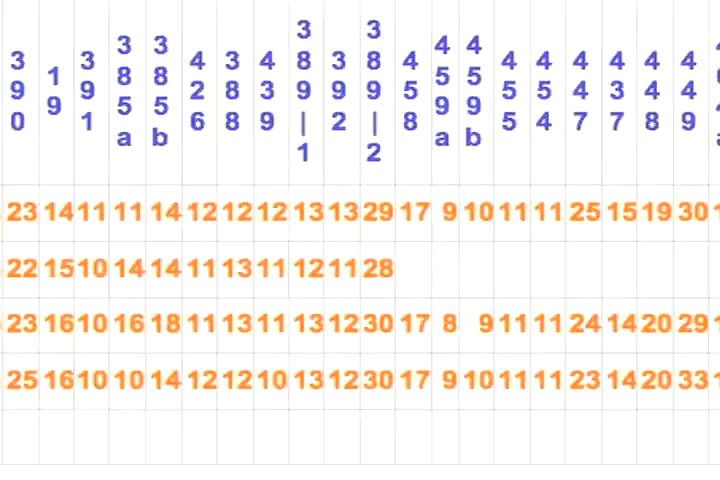 390 19 391 385a 385b 426 388 439 389|1 392 389|2 458 459a 459b 455 454 447 437 448 449
23 14 11 11 14 12 12 12 13 13 29 17 9 10 11 11 25 15 19 30
22 15 10 14 14 11 13 11 12 11 28
23 16 10 16 18 11 13 11 13 12 30 17 8 9 11 11 24 14 20 29
25 16 10 10 14 12 12 10 13 12 30 17 9 10 11 11 23 14 20 33